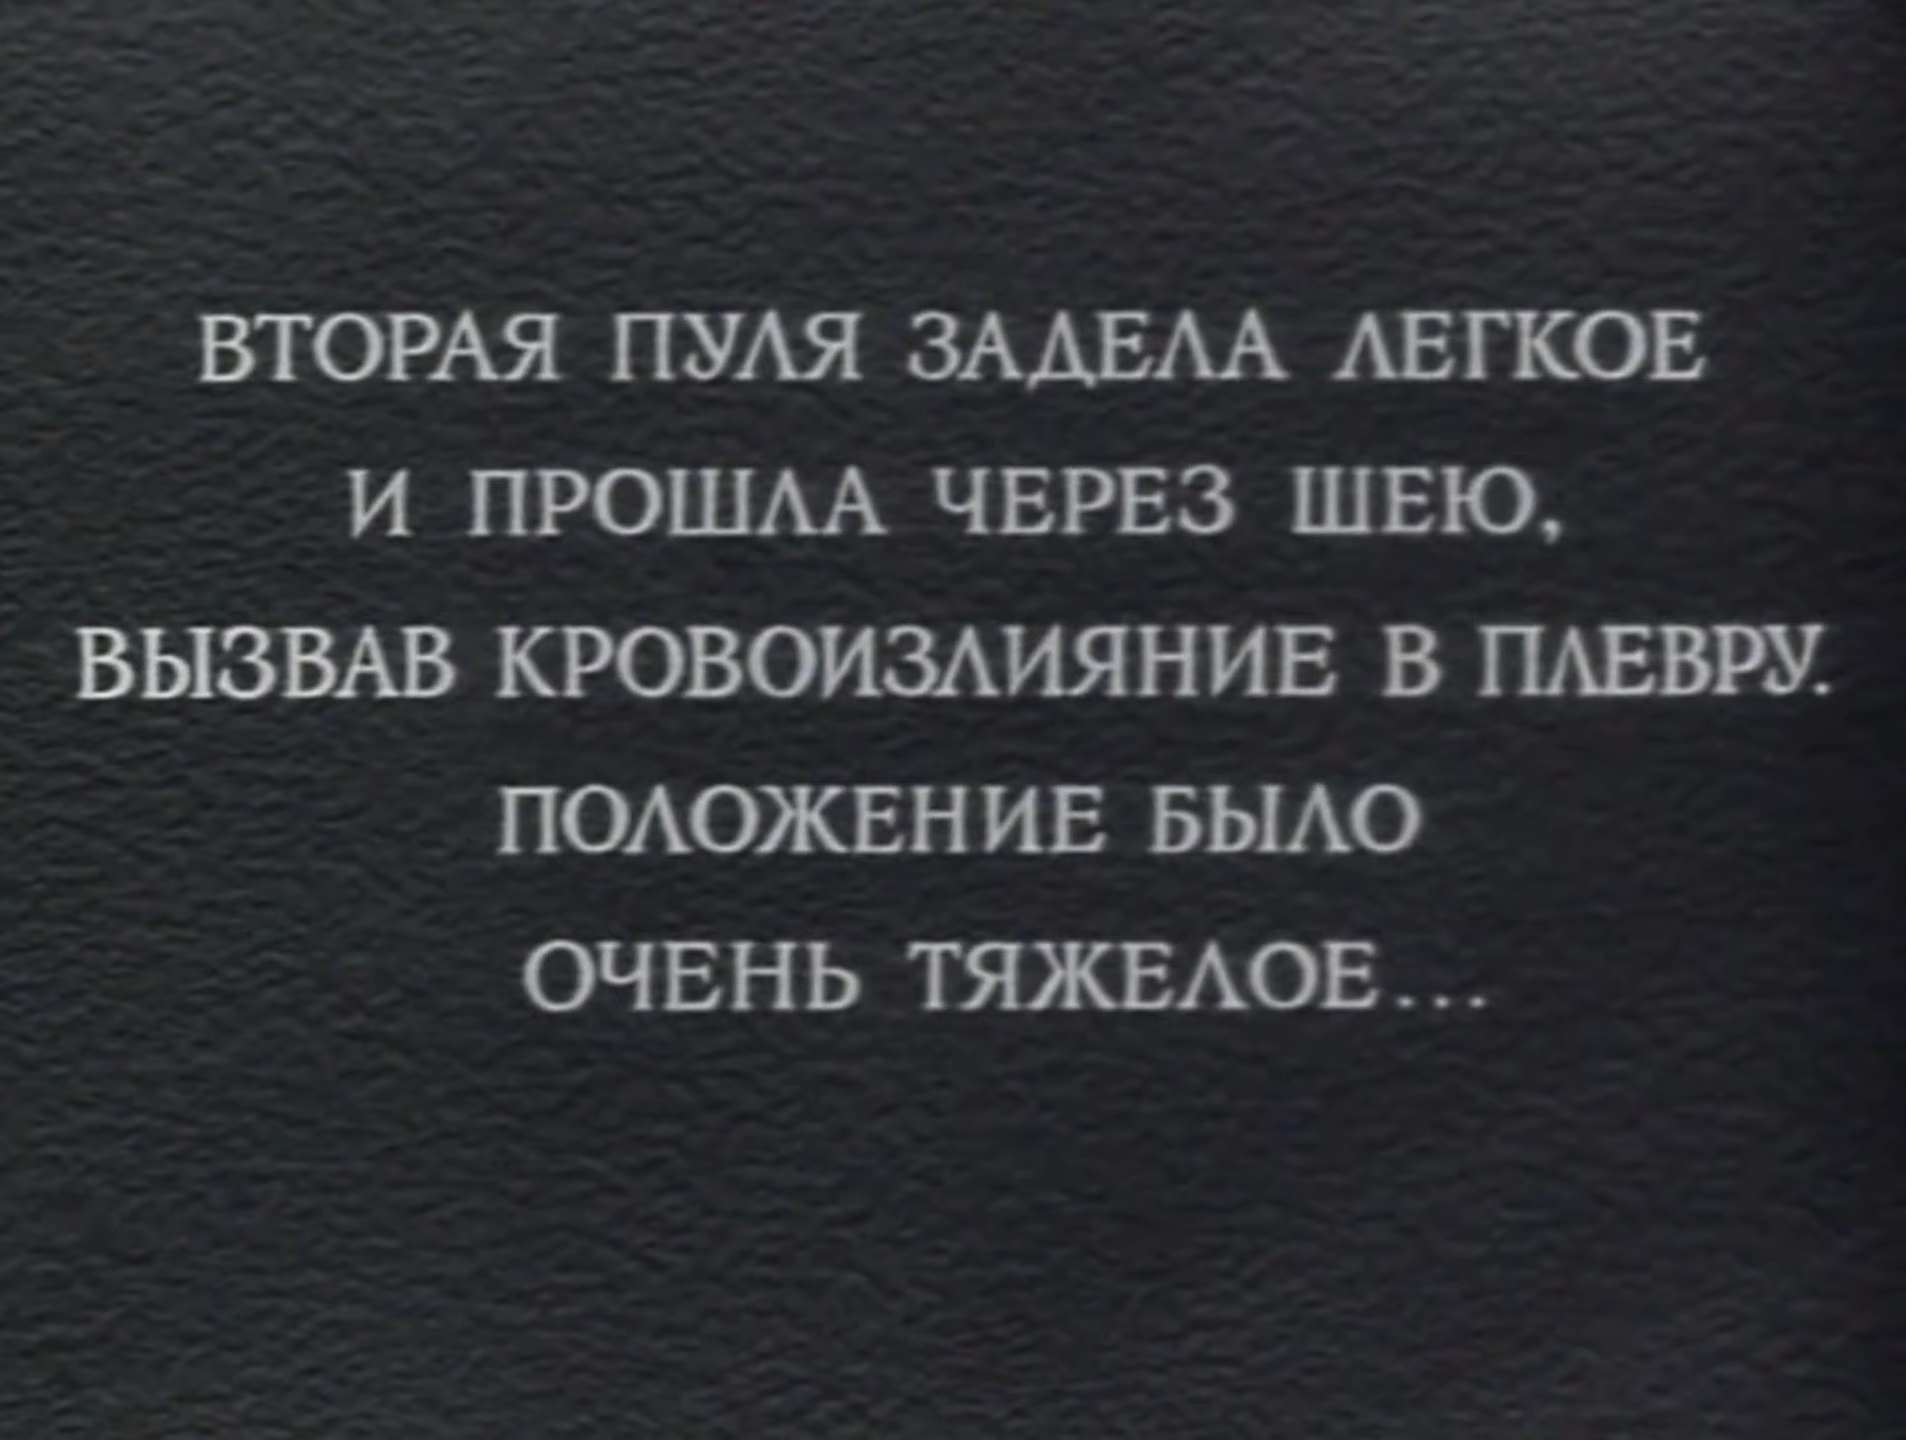 ВТОРАЯ ПУЛЯ ЗАДЕЛА ЛЕГКОЕ
И ПРОШЛА ЧЕРЕЗ ШЕЮ,
ВЫЗВАВ КРОВОИЗЛИЯНИЕ В ПЛЕВРУ.
ПОЛОЖЕНИЕ БЫЛО
ОЧЕНЬ ТЯЖЕЛОЕ...